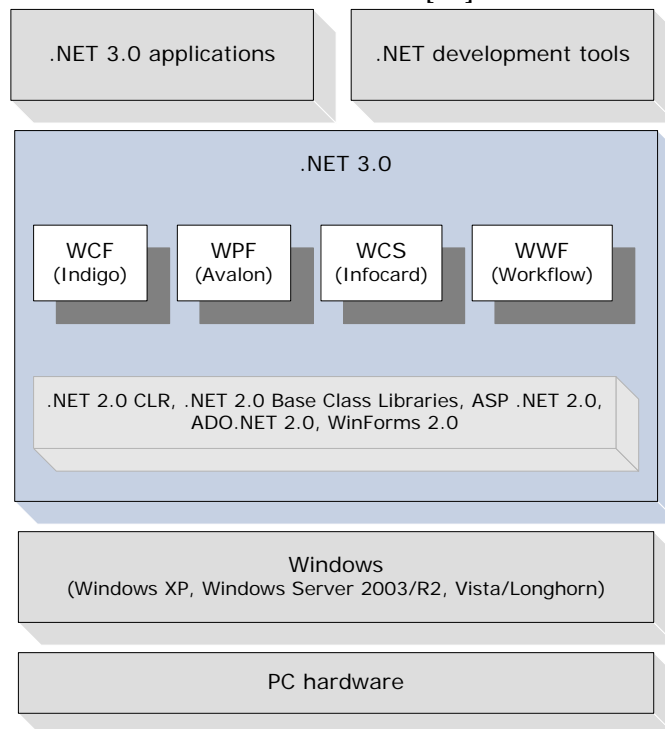 .NET 3.0 applications
.NET development tools
.NET 3.0
WCF
(Indigo)
WPF
(Avalon)
WCS
(Infocard)
WWF
(Workflow)
.NET 2.0 CLR, .NET 2.0 Base Class Libraries, ASP .NET 2.0,
ADO.NET 2.0, WinForms 2.0
Windows
(Windows XP, Windows Server 2003/R2, Vista/Longhorn)
PC hardware